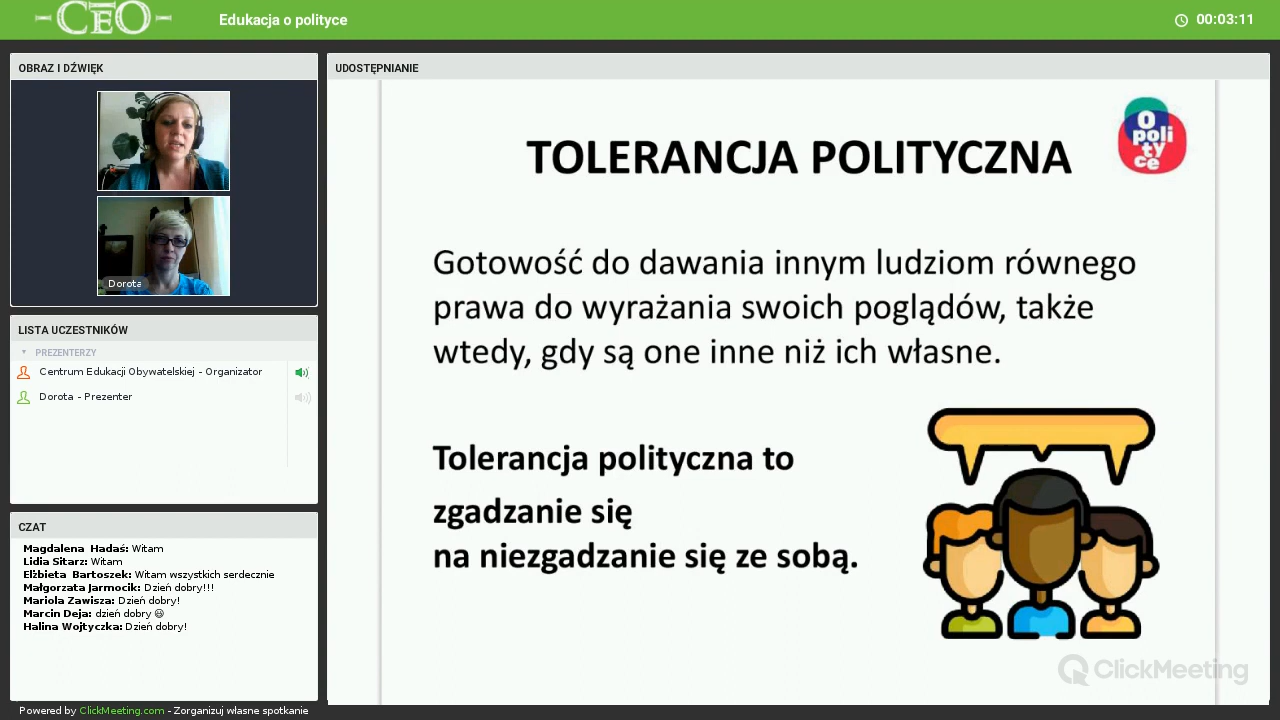 CEO
Edukacja o polityce
00:03:11
OBRAZ I DŹWIĘK
Dorota
LISTA UCZESTNIKÓW
PREZENTERZY
Centrum Edukacji Obywatelskiej - Organizator
Dorota - Prezenter
CZAT
Magdalena Hadaś: Witam
Lidia Sitarz: Witam
Elżbieta Bartoszek: Witam wszystkich serdecznie
Małgorzata Jarmocik: Dzień dobry!!!
Mariola Zawisza: Dzień dobry!
Marcin Deja: dzień dobry 😃
Halina Wojtyczka: Dzień dobry!
Powered by ClickMeeting.com - Zorganizuj własne spotkanie
UDOSTĘPNIANIE
O
poli
ty
ce
TOLERANCJA POLITYCZNA
Gotowość do dawania innym ludziom równego
prawa do wyrażania swoich poglądów, także
wtedy, gdy są one inne niż ich własne.
Tolerancja polityczna to
zgadzanie się
na niezgadzanie się ze sobą.
ClickMeeting